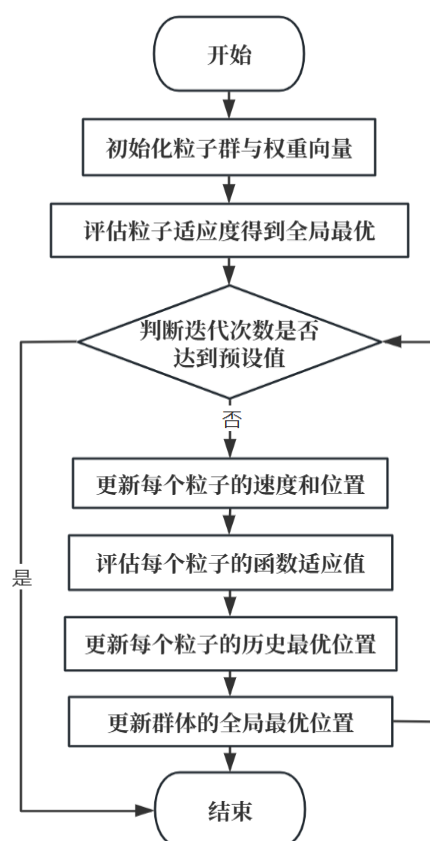 开始
初始化粒子群与权重向量
评估粒子适应度得到全局最优
判断迭代次数是否
达到预设值
否
更新每个粒子的速度和位置
评估每个粒子的函数适应值
是
更新每个粒子的历史最优位置
更新群体的全局最优位置
结束